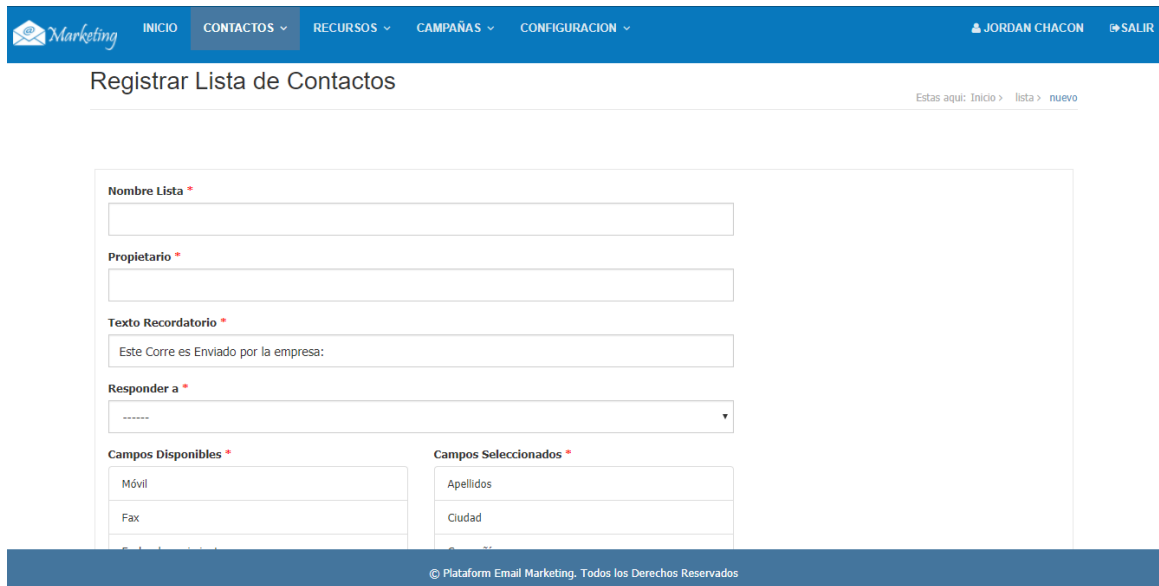 Marketing INICIO CONTACTOS RECURSOS CAMPAÑAS CONFIGURACION JORDAN CHACON SALIR
Registrar Lista de Contactos
Estas aqui: Inicio > lista > nuevo
Nombre Lista *
Propietario *
Texto Recordatorio *
Este Corre es Enviado por la empresa:
Responder a *
------
Campos Disponibles * Campos Seleccionados *
Móvil Apellidos
Fax Ciudad
© Plataform Email Marketing. Todos los Derechos Reservados